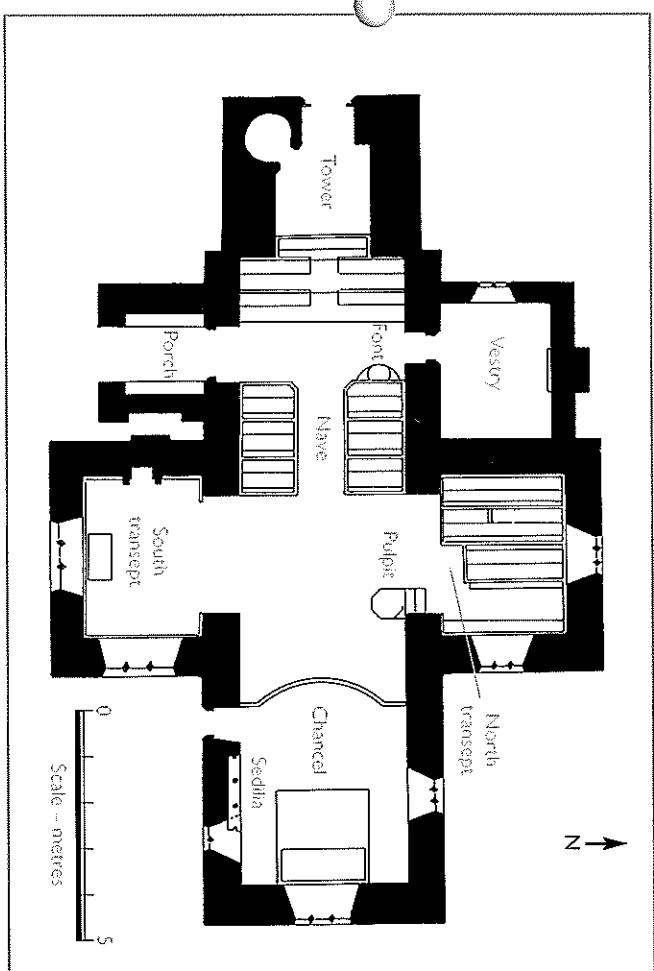 Tower
Vestry
Font
Porch
Nave
South
transept
Pulpit
North
transept
Chancel
Sedilia
N
0
5
Scale – metres